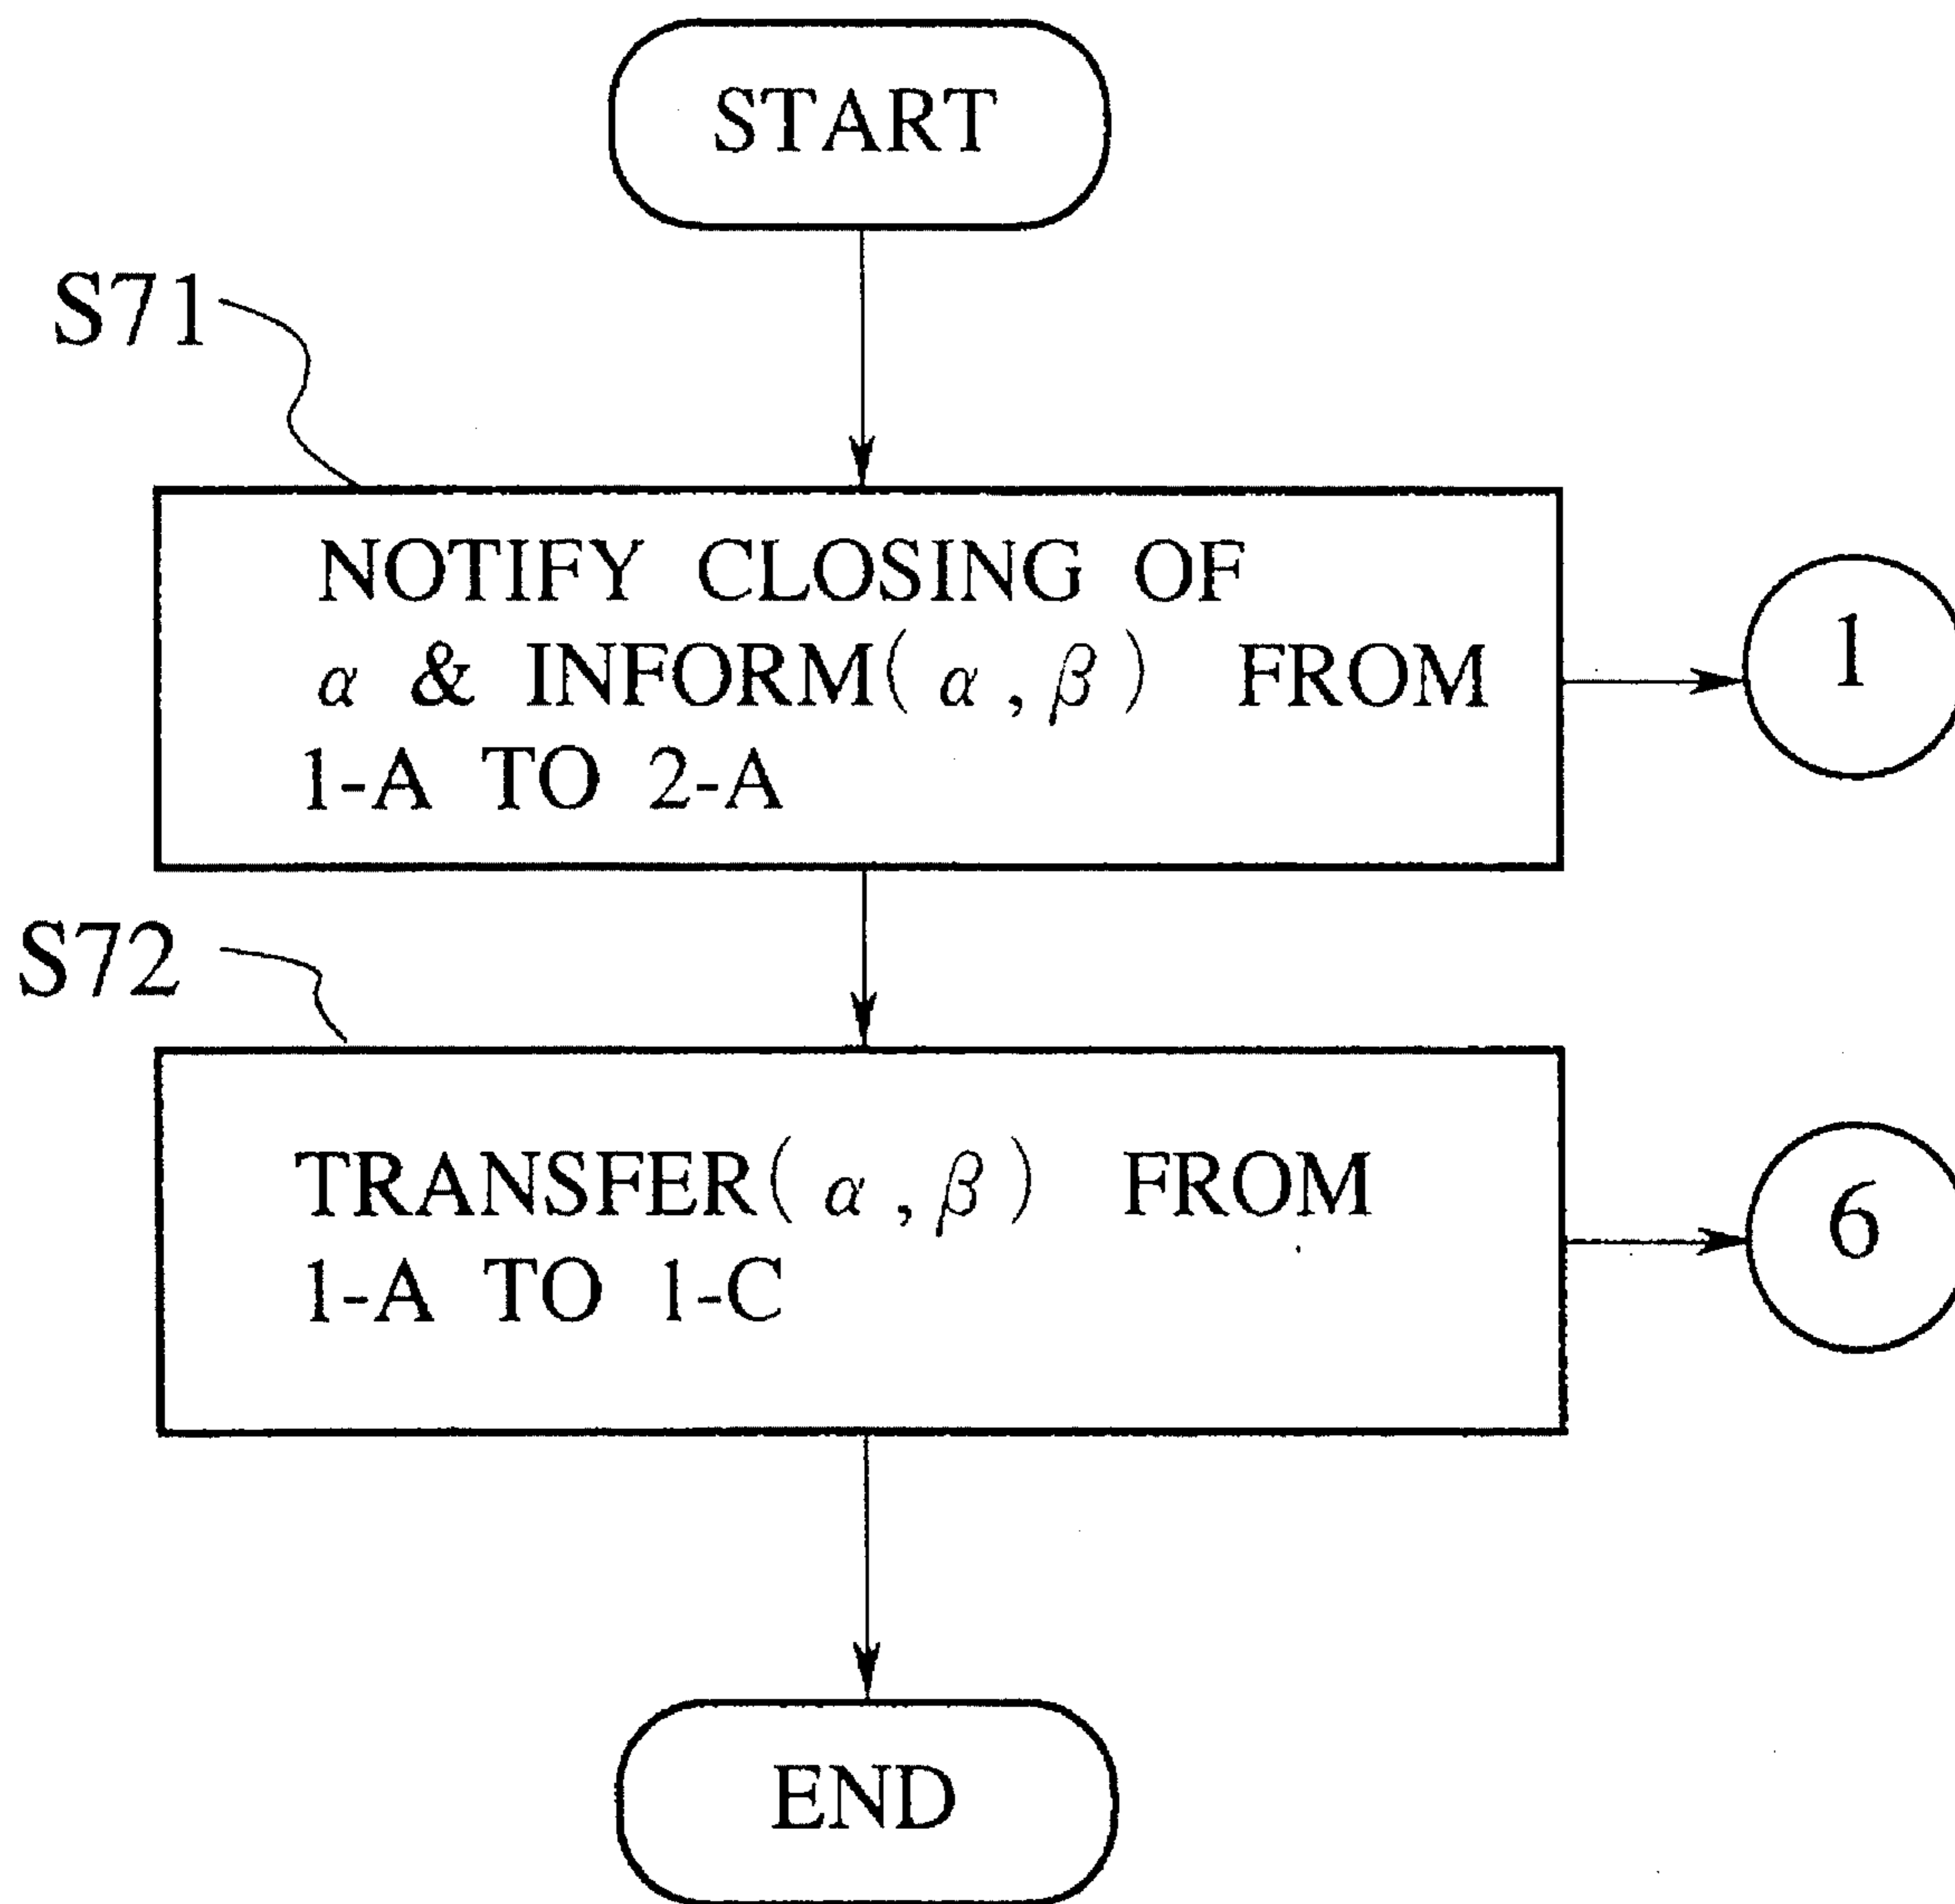 START
S71
NOTIFY CLOSING OF
α & INFORM(α,β) FROM
1-A TO 2-A
1
S72
TRANSFER(α,β) FROM
1-A TO 1-C
6
END